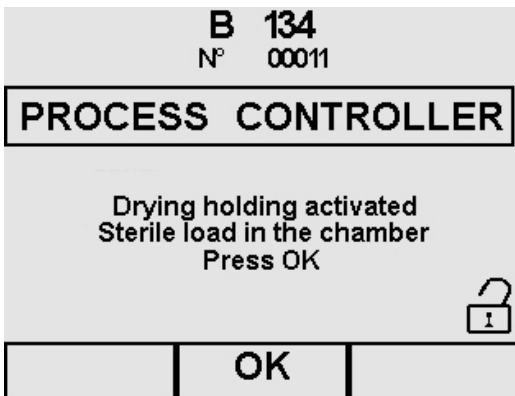 B 134
N° 00011
PROCESS CONTROLLER
Drying holding activated
Sterile load in the chamber
Press OK
I
OK